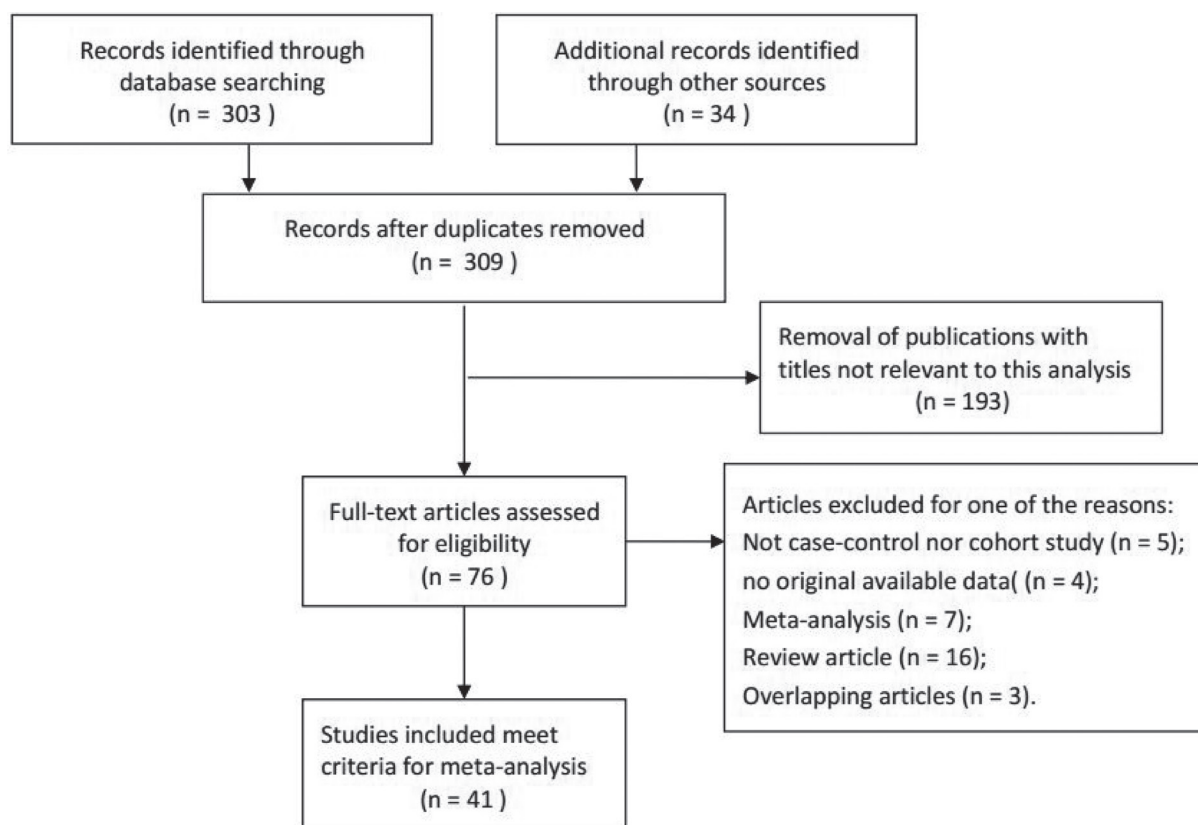 Records identified through
database searching
(n = 303 )
Additional records identified
through other sources
(n = 34 )
Records after duplicates removed
(n = 309 )
Removal of publications with
titles not relevant to this analysis
(n = 193)
Full-text articles assessed
for eligibility
(n = 76 )
Articles excluded for one of the reasons:
Not case-control nor cohort study (n = 5);
no original available data( (n = 4);
Meta-analysis (n = 7);
Review article (n = 16);
Overlapping articles (n = 3).
Studies included meet
criteria for meta-analysis
(n = 41 )